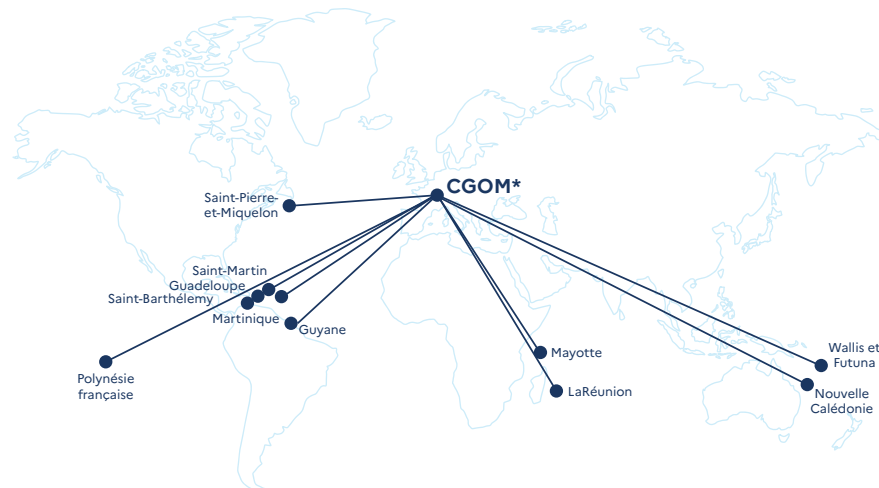 CGOM*
Saint-Pierre-
et-Miquelon
Saint-Martin
Guadeloupe
Saint-Barthélemy
Martinique
Guyane
Polynésie
française
Mayotte
LaRéunion
Wallis et
Futuna
Nouvelle
Calédonie